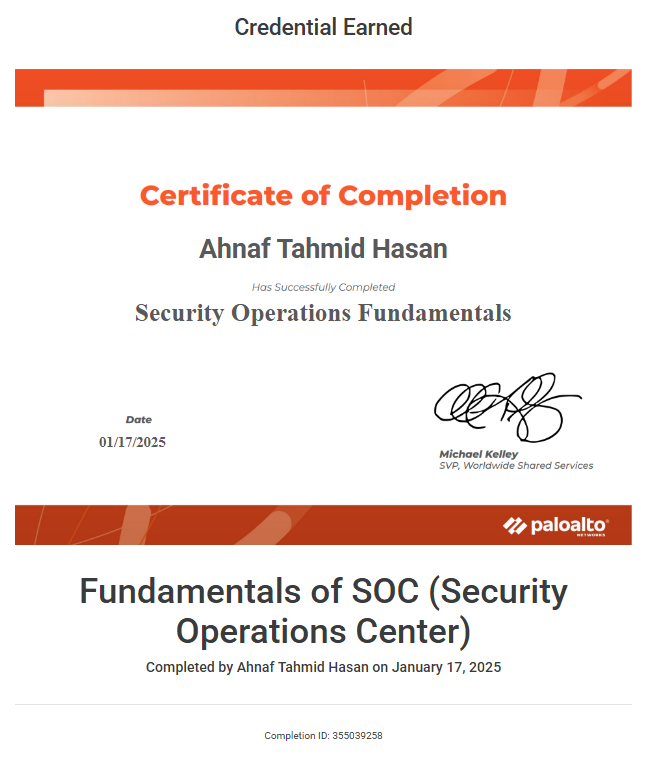 Credential Earned
Certificate of Completion
Ahnaf Tahmid Hasan
Has Successfully Completed
Security Operations Fundamentals
Date
01/17/2025
Michael Kelley
SVP, Worldwide Shared Services
paloalto®
NETWORKS
Fundamentals of SOC (Security
Operations Center)
Completed by Ahnaf Tahmid Hasan on January 17, 2025
Completion ID: 355039258